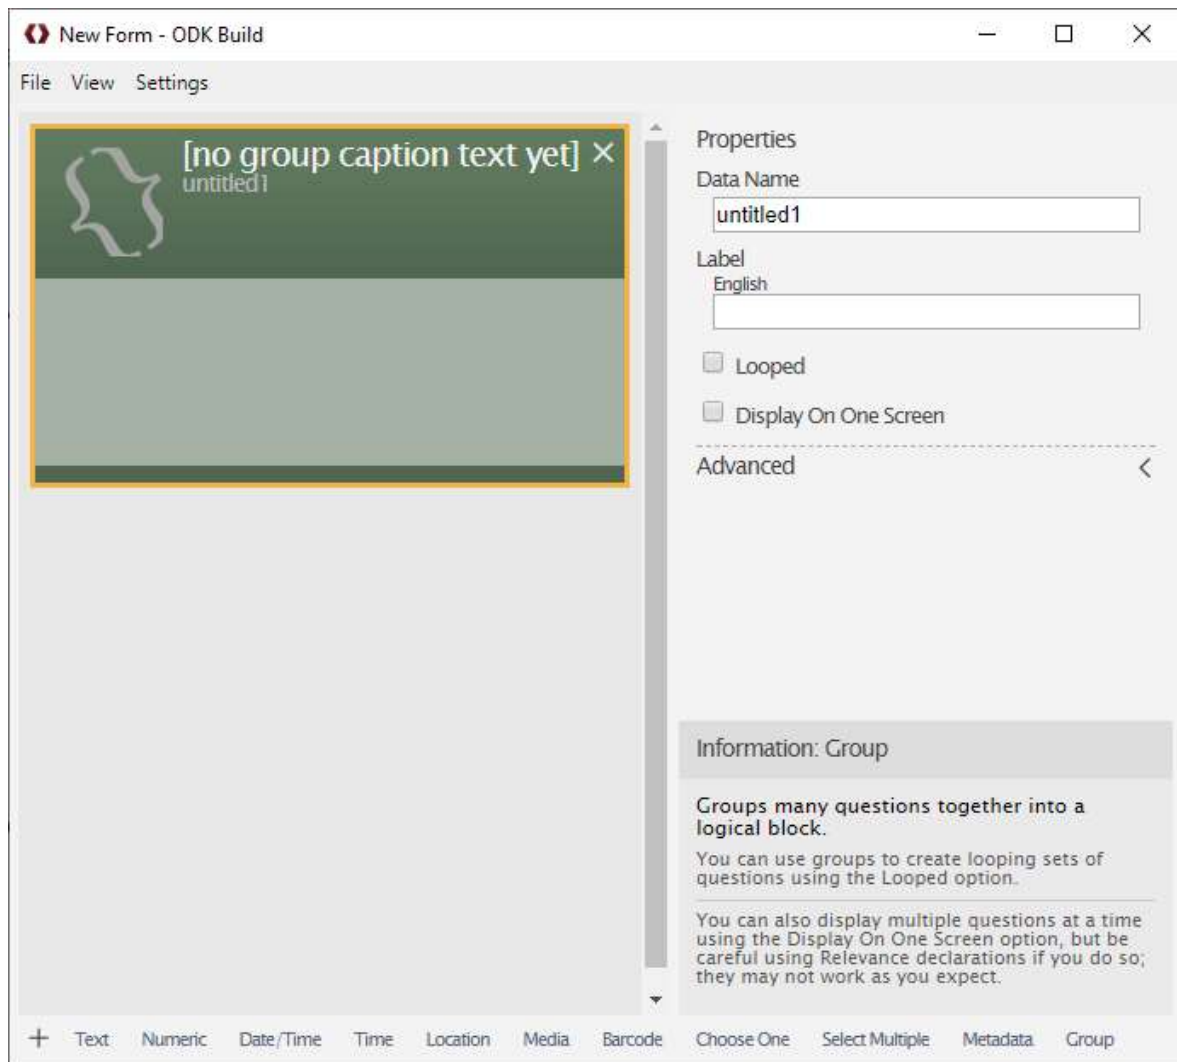 New Form - ODK Build
File View Settings
[no group caption text yet]
untitled1
Properties
Data Name
untitled1
Label
English
Looped
Display On One Screen
Advanced
Information: Group
Groups many questions together into a
logical block.
You can use groups to create looping sets of
questions using the Looped option.
You can also display multiple questions at a time
using the Display On One Screen option, but be
careful using Relevance declarations if you do so;
they may not work as you expect.
+ Text Numeric Date/Time Time Location Media Barcode Choose One Select Multiple Metadata Group